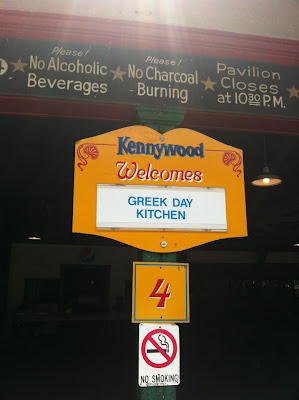 Please!
No Alcoholic
Beverages
Please!
No Charcoal
Burning
Pavilion
Closes
at 10:30 P.M.
Kennywood
Welcomes
GREEK DAY
KITCHEN
4
NO SMOKING